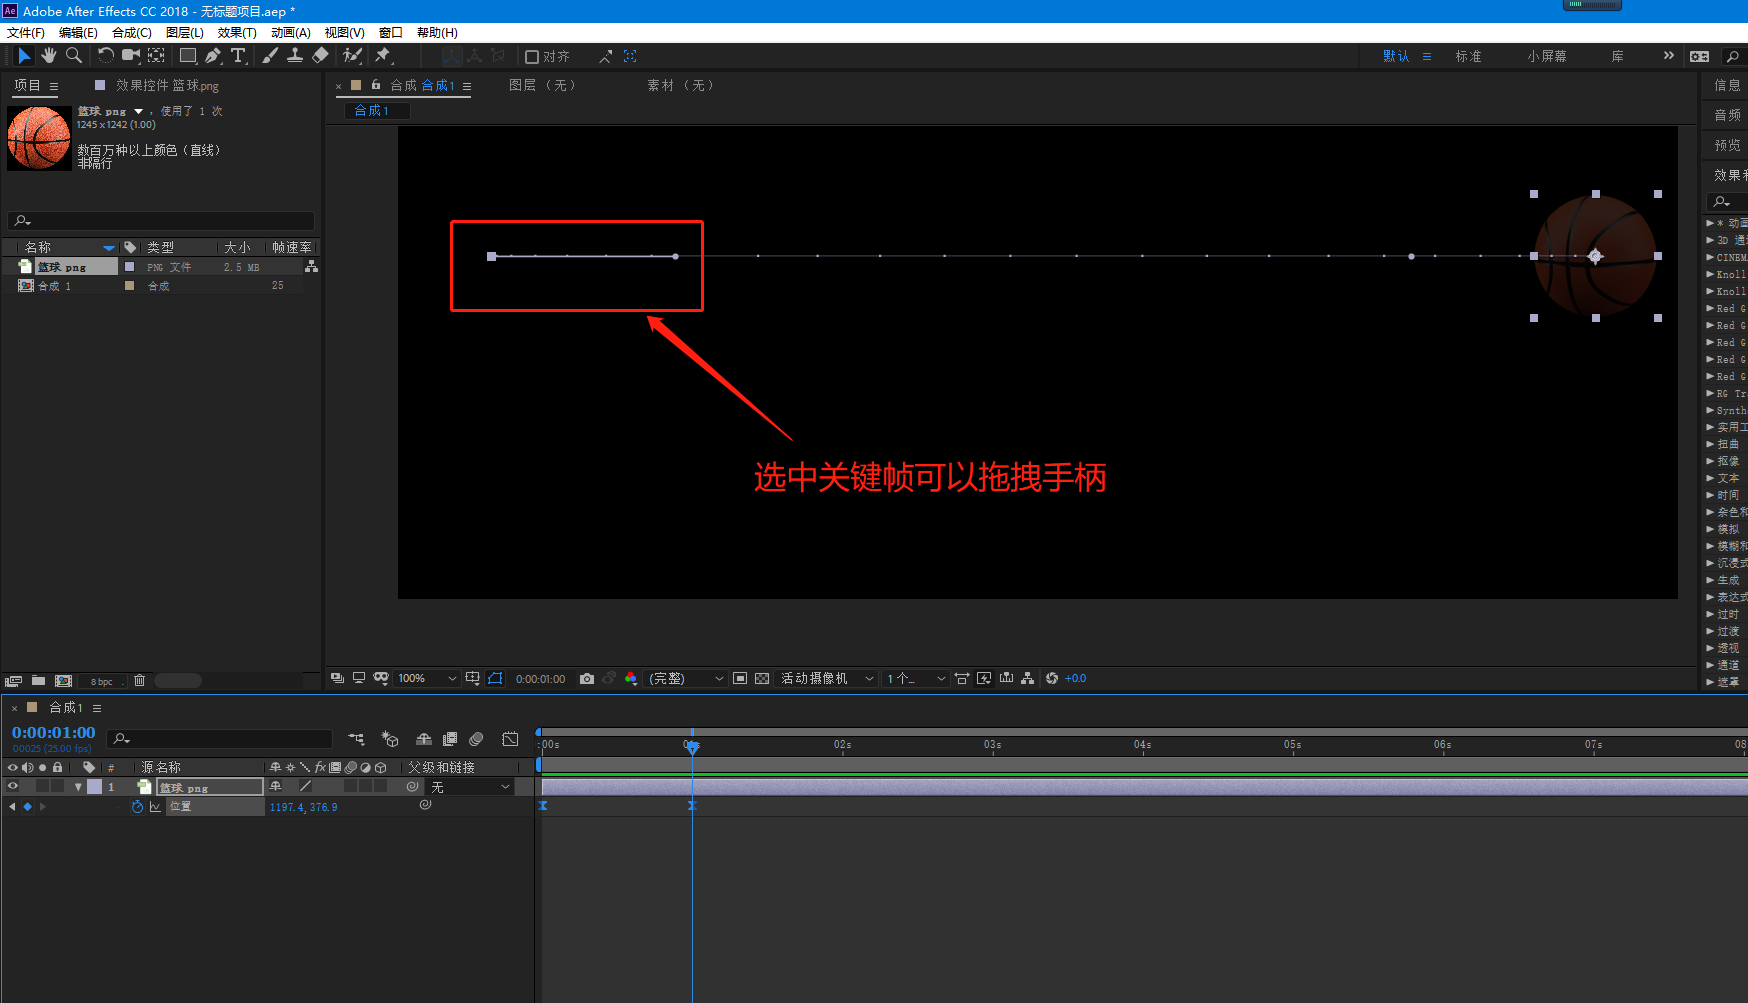 Ae Adobe After Effects CC 2018 - 无标题项目.aep *
文件(F) 编辑(E) 合成(C) 图层(L) 效果(T) 动画(A) 视图(V) 窗口 帮助(H)
对齐 默认 标准 小屏幕 库 »
项目 效果控件 篮球.png
× 合成 合成1 图层 (无) 素材 (无)
合成1
篮球.png , 使用了 1 次
1245 x 1242 (1.00)
数百万种以上颜色 (直线)
非隔行
名称 类型 大小 帧速率
篮球.png PNG 文件 2.5 MB
合成 1 合成 25
选中关键帧可以拖拽手柄
信息
音频
预览
* 动画
3D 通
CINEM
Knoll
Knoll
Red G
Red G
Red G
Red G
Red G
RG Tr
Synth
实用工
扭曲
抠像
文本
时间
杂色和
模拟
模糊和
沉浸式
生成
表达式
过时
过渡
透视
通道
遮罩
8 bpc
100% 0:00:01:00 (完整) 活动摄像机 1 个... +0.0
× 合成1
0:00:01:00
00025 (25.00 fps)
:00s 02s 03s 04s 05s 06s 07s 08
# 源名称 fx 父级和链接
1 篮球.png 无
位置 1197.4, 376.9